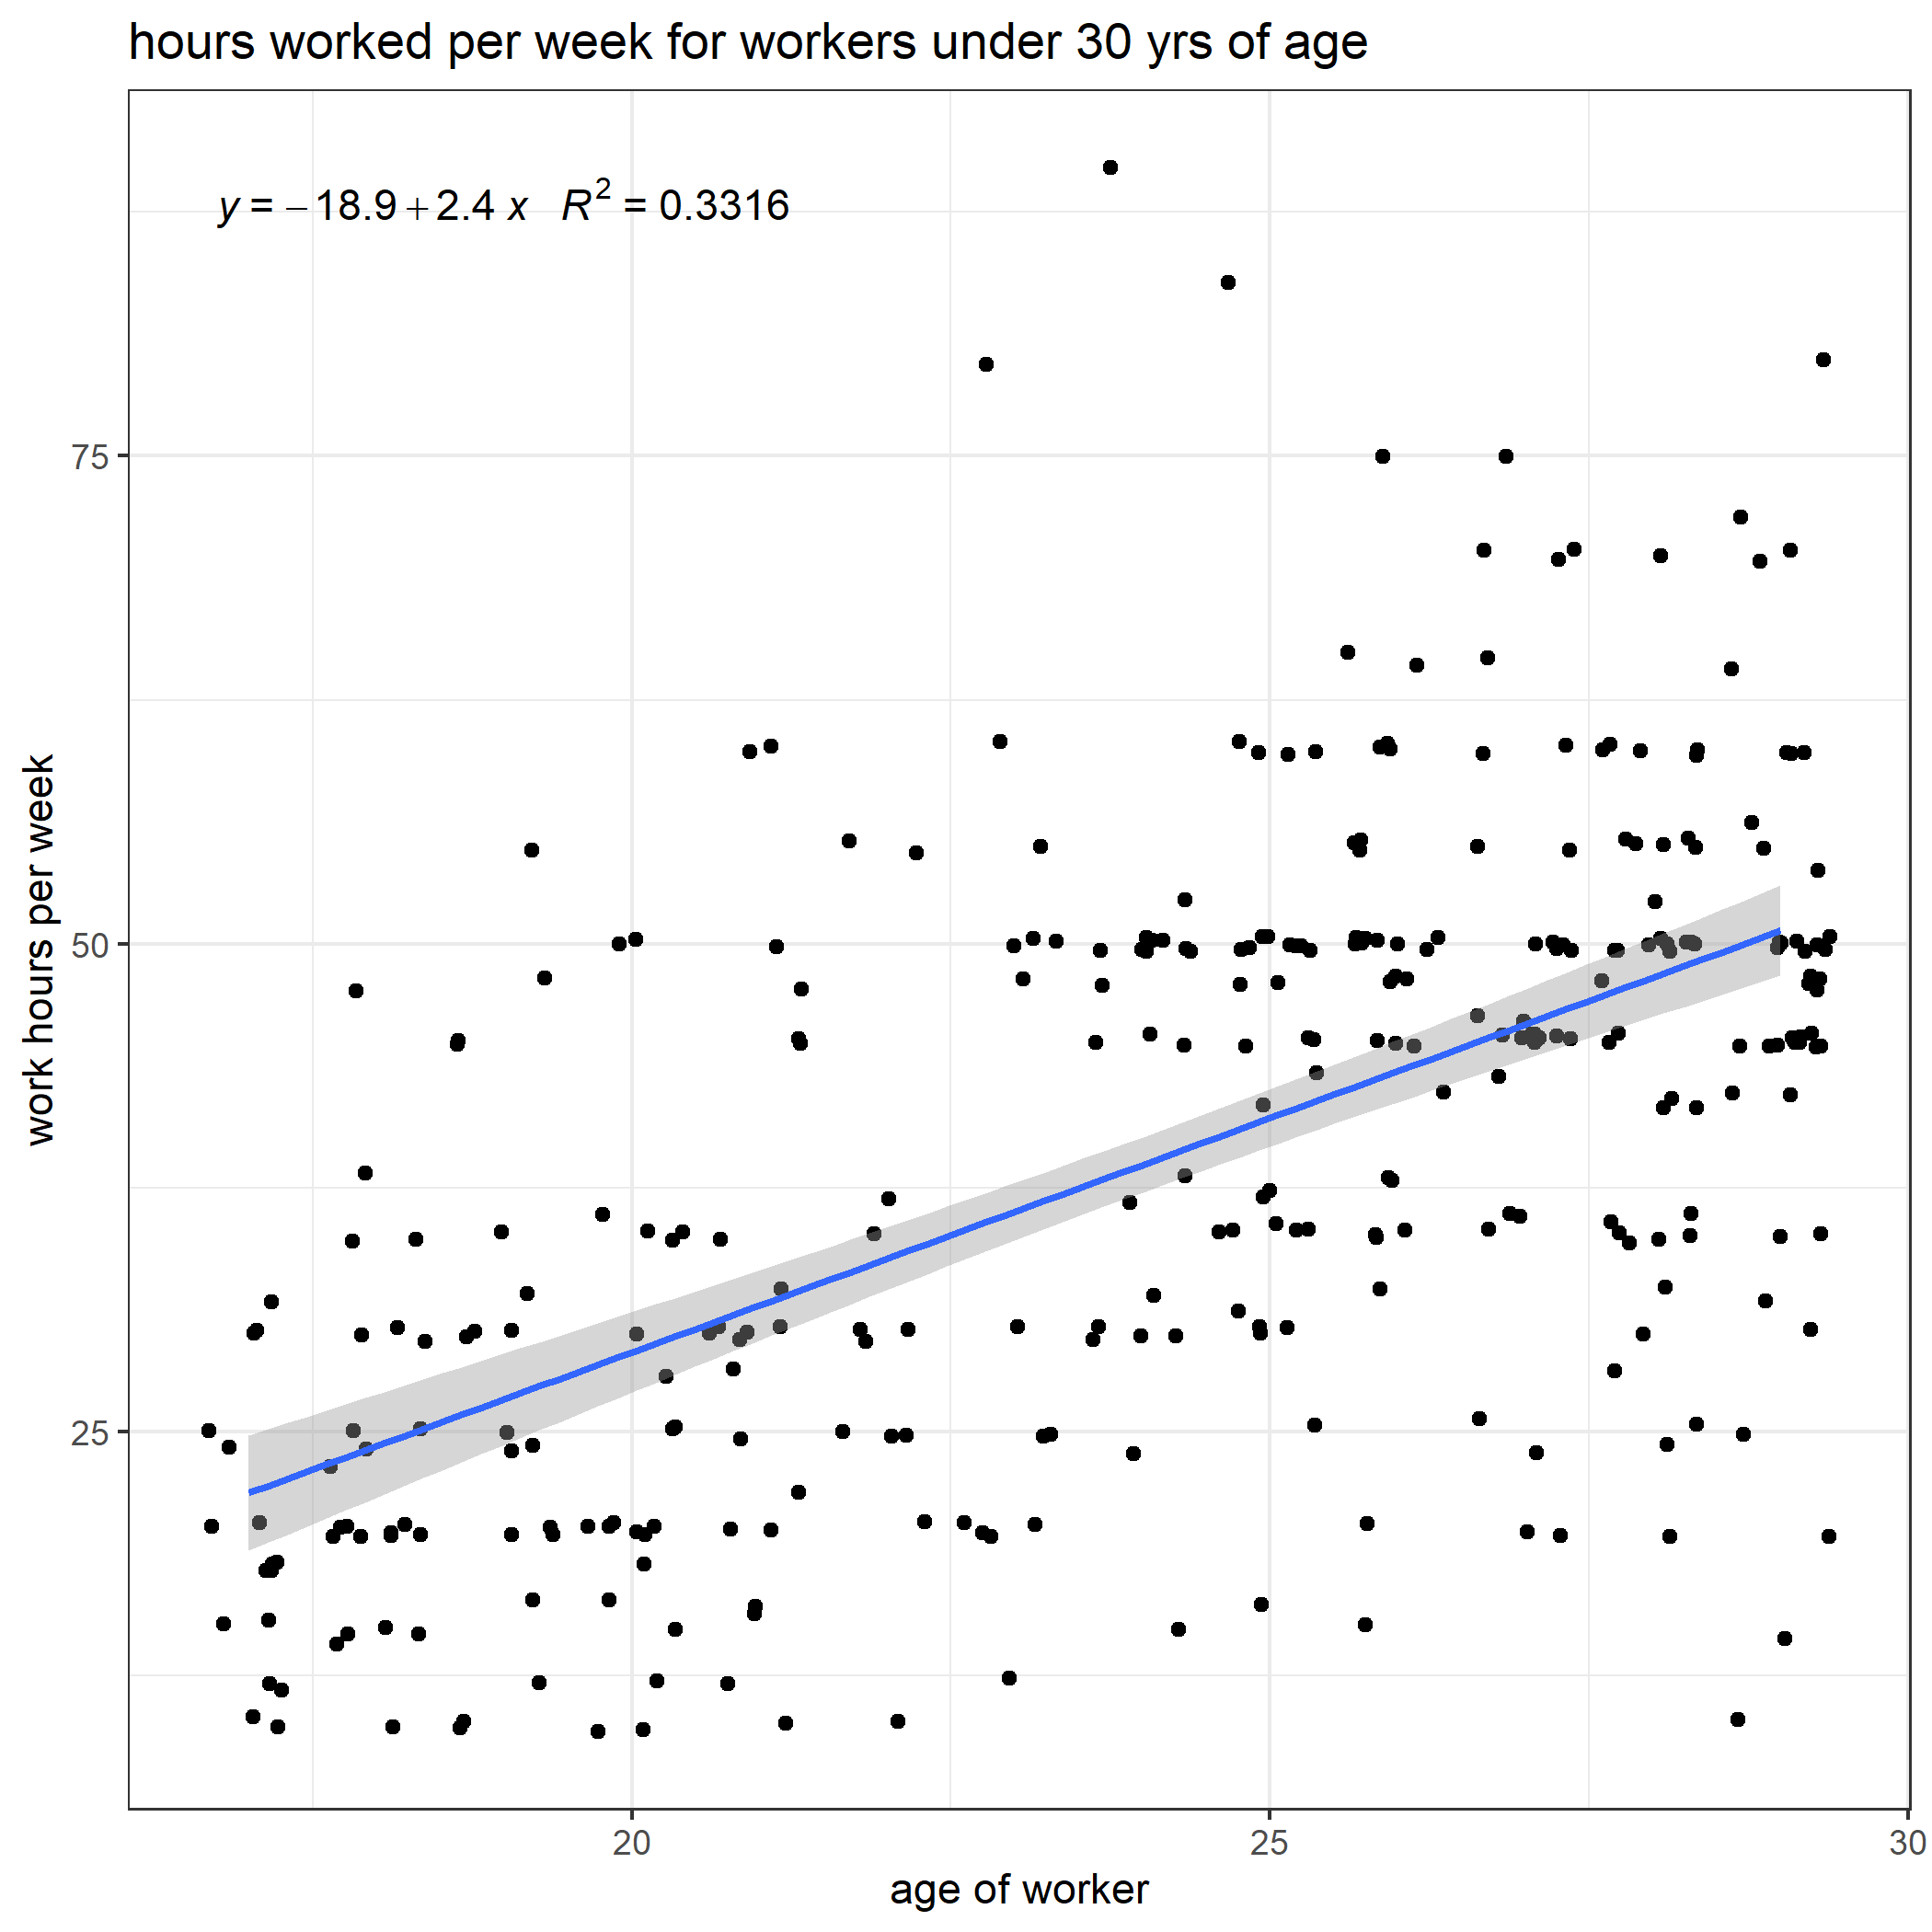 hours worked per week for workers under 30 yrs of age
y = −18.9+2.4 x R² = 0.3316
75
50
25
work hours per week
20 25 30
age of worker